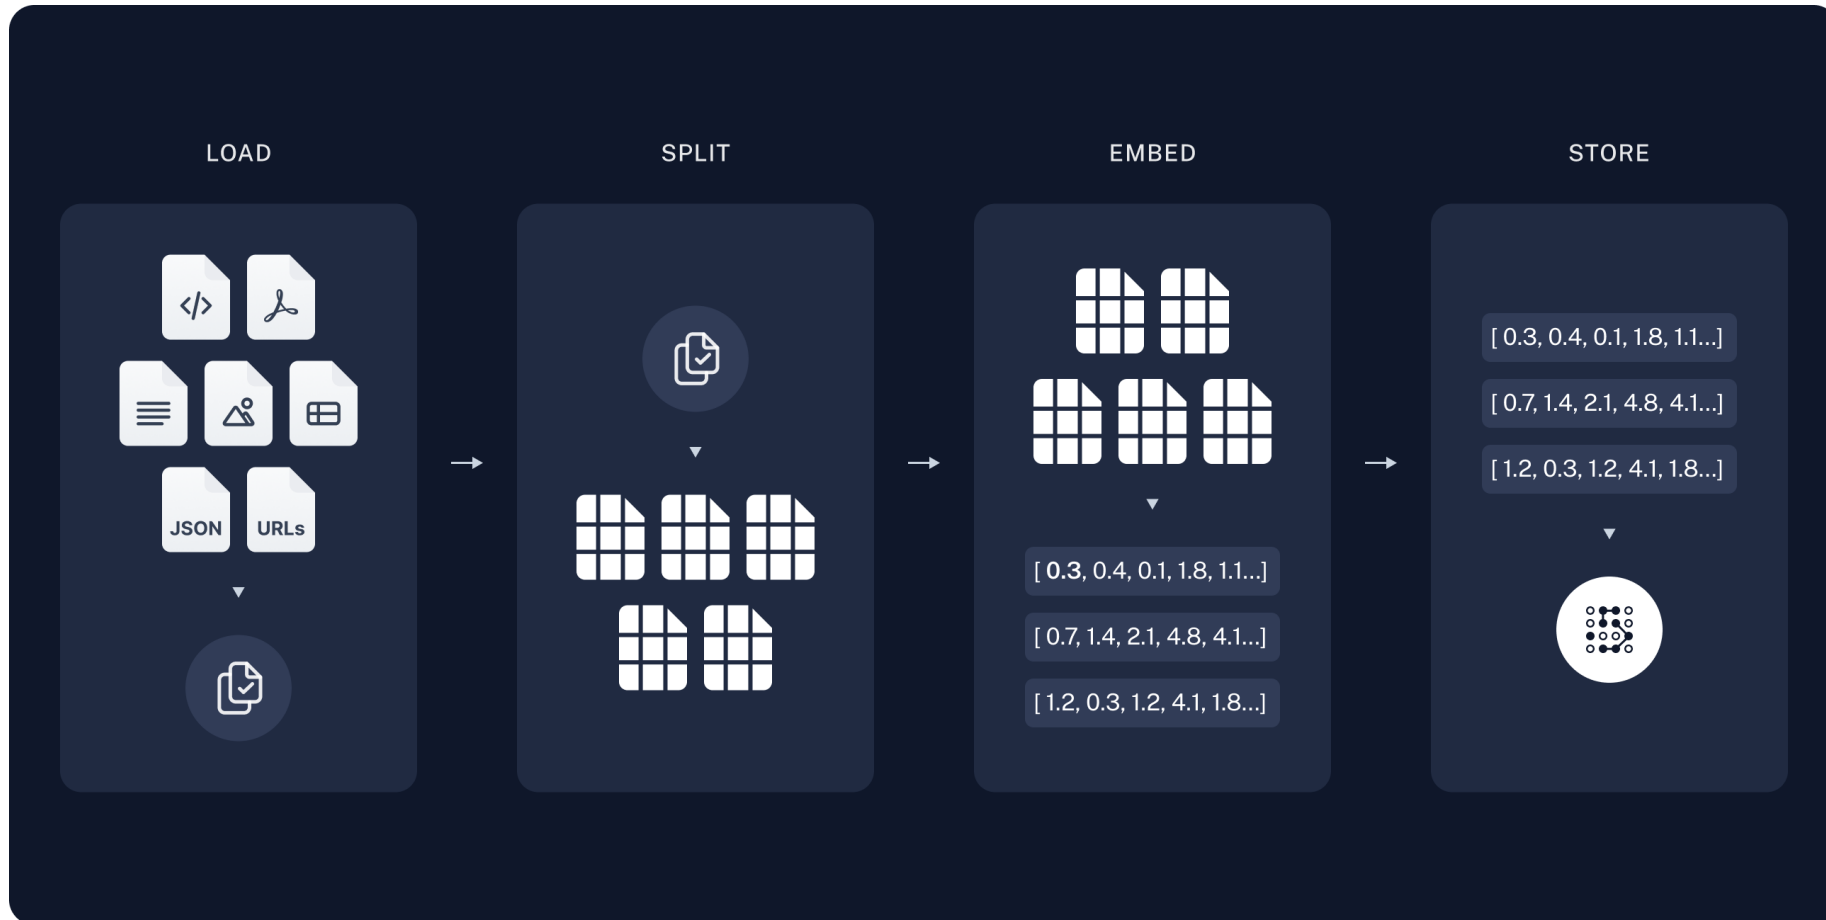 LOAD
SPLIT
EMBED
STORE
JSON
URLs
[ 0.3, 0.4, 0.1, 1.8, 1.1...]
[ 0.7, 1.4, 2.1, 4.8, 4.1...]
[ 1.2, 0.3, 1.2, 4.1, 1.8...]
[ 0.3, 0.4, 0.1, 1.8, 1.1...]
[ 0.7, 1.4, 2.1, 4.8, 4.1...]
[ 1.2, 0.3, 1.2, 4.1, 1.8...]